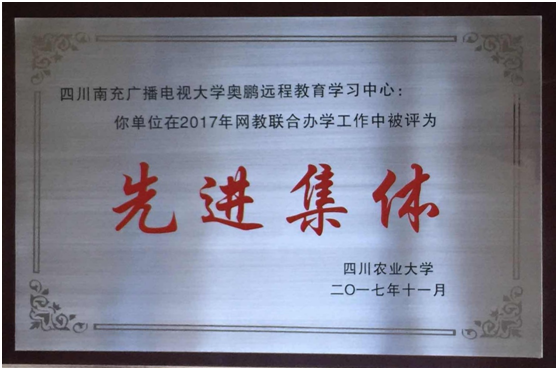 四川南充广播电视大学奥鹏远程教育学习中心：
你单位在2017年网教联合办学工作中被评为
先进集体
四川农业大学
二〇一七年十一月